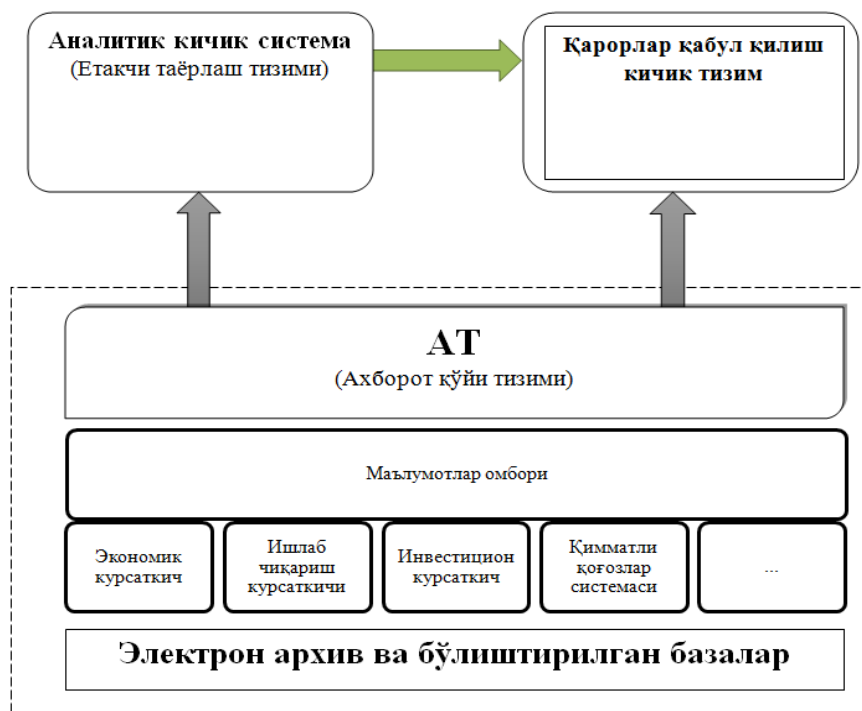 Аналитик кичик система
(Етакчи таёрлаш тизими)
Қарорлар қабул қилиш
кичик тизим
АТ
(Ахборот қўйи тизими)
Маълумотлар омбори
Экономик
курсаткич
Ишлаб
чиқариш
курсаткичи
Инвестицион
курсаткич
Қимматли
қоғозлар
системаси
...
Электрон архив ва бўлиштирилган базалар